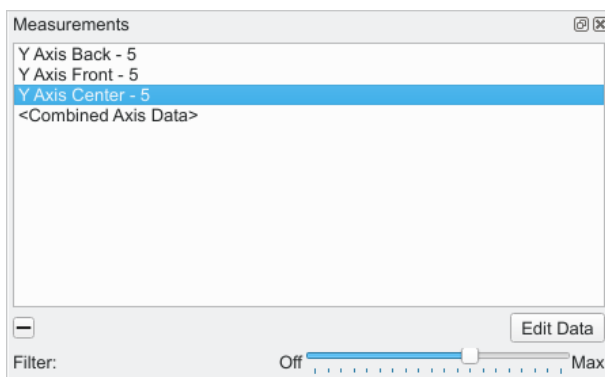 Measurements
Y Axis Back - 5
Y Axis Front - 5
Y Axis Center - 5
<Combined Axis Data>
Edit Data
Filter:
Off
Max